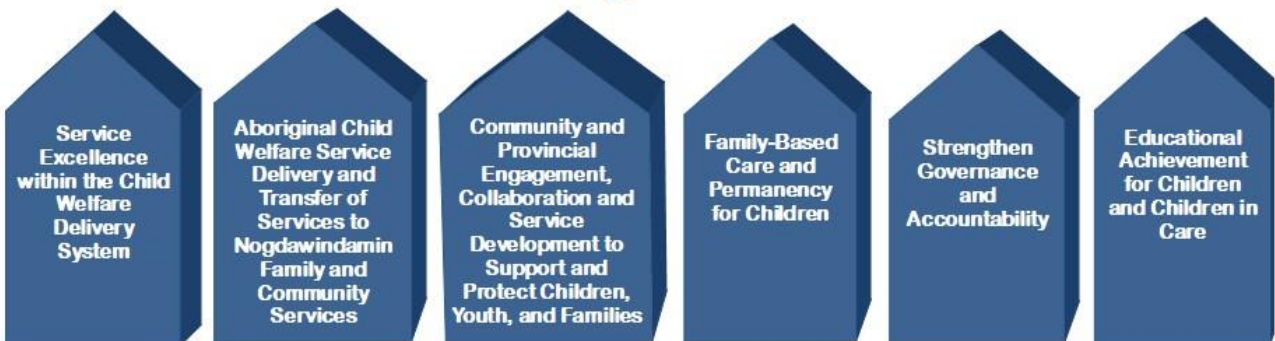 Service
Excellence
within the Child
Welfare
Delivery
System
Aboriginal Child
Welfare Service
Delivery and
Transfer of
Services to
Nogdawindamin
Family and
Community
Services
Community and
Provincial
Engagement,
Collaboration and
Service
Development to
Support and
Protect Children,
Youth, and Families
Family-Based
Care and
Permanency
for Children
Strengthen
Governance
and
Accountability
Educational
Achievement
for Children
and Children in
Care